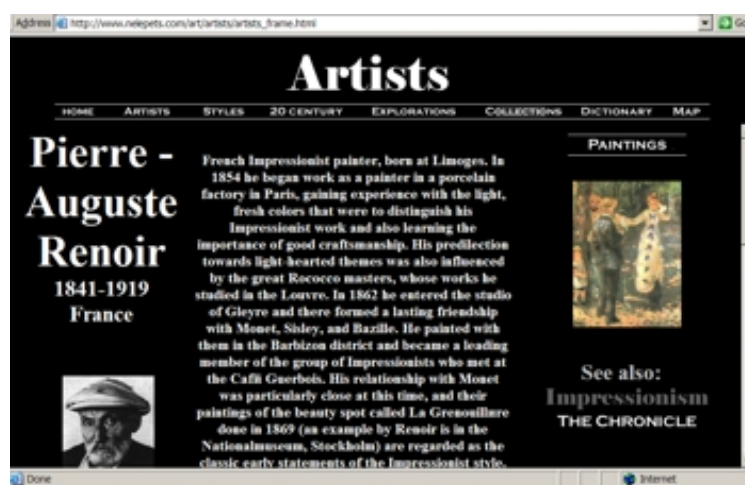 Address http://www.nelepets.com/art/artists/artists_frame.html Go
Artists
HOME ARTISTS STYLES 20 CENTURY EXPLORATIONS COLLECTIONS DICTIONARY MAP
Pierre -
Auguste
Renoir
1841-1919
France
French Impressionist painter, born at Limoges. In
1854 he began work as a painter in a porcelain
factory in Paris, gaining experience with the light,
fresh colors that were to distinguish his
Impressionist work and also learning the
importance of good craftsmanship. His predilection
towards light-hearted themes was also influenced
by the great Rococco masters, whose works he
studied in the Louvre. In 1862 he entered the studio
of Gleyre and there formed a lasting friendship
with Monet, Sisley, and Bazille. He painted with
them in the Barbizon district and became a leading
member of the group of Impressionists who met at
the Cafii Guerbois. His relationship with Monet
was particularly close at this time, and their
paintings of the beauty spot called La Grenouillure
done in 1869 (an example by Renoir is in the
Nationalmuseum, Stockholm) are regarded as the
classic early statements of the Impressionist style.
PAINTINGS
See also:
Impressionism
THE CHRONICLE
Done Internet